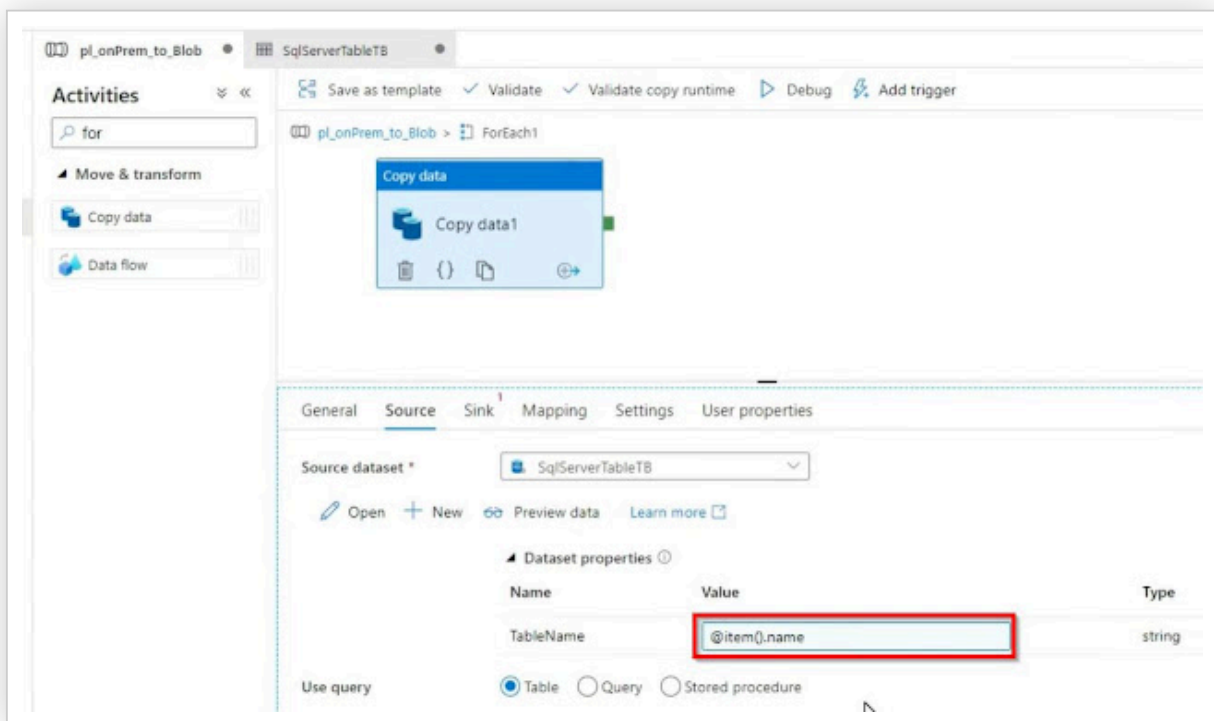 pl_onPrem_to_Blob SqlServerTableTB
Activities
Save as template Validate Validate copy runtime Debug Add trigger
for
pl_onPrem_to_Blob > ForEach1
Move & transform
Copy data
Copy data
Copy data1
Data flow
{}
General Source Sink 1 Mapping Settings User properties
Source dataset * SqlServerTableTB
Open New Preview data Learn more
Dataset properties
Name Value Type
TableName @item().name string
Use query Table Query Stored procedure